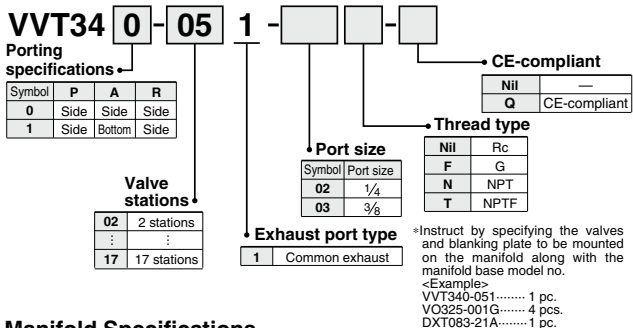 VVT34 0 - 05 1 - -
Porting
specifications
Symbol P A R
0 Side Side Side
1 Side Bottom Side
Valve
stations
02 2 stations
⋮ ⋮
17 17 stations
Exhaust port type
1 Common exhaust
Port size
Symbol Port size
02 1/4
03 3/8
Thread type
Nil Rc
F G
N NPT
T NPTF
CE-compliant
Nil —
Q CE-compliant
*Instruct by specifying the valves
and blanking plate to be mounted
on the manifold along with the
manifold base model no.
<Example>
VVT340-051········ 1 pc.
VO325-001G······· 4 pcs.
DXT083-21A········ 1 pc.
Manifold Specifications